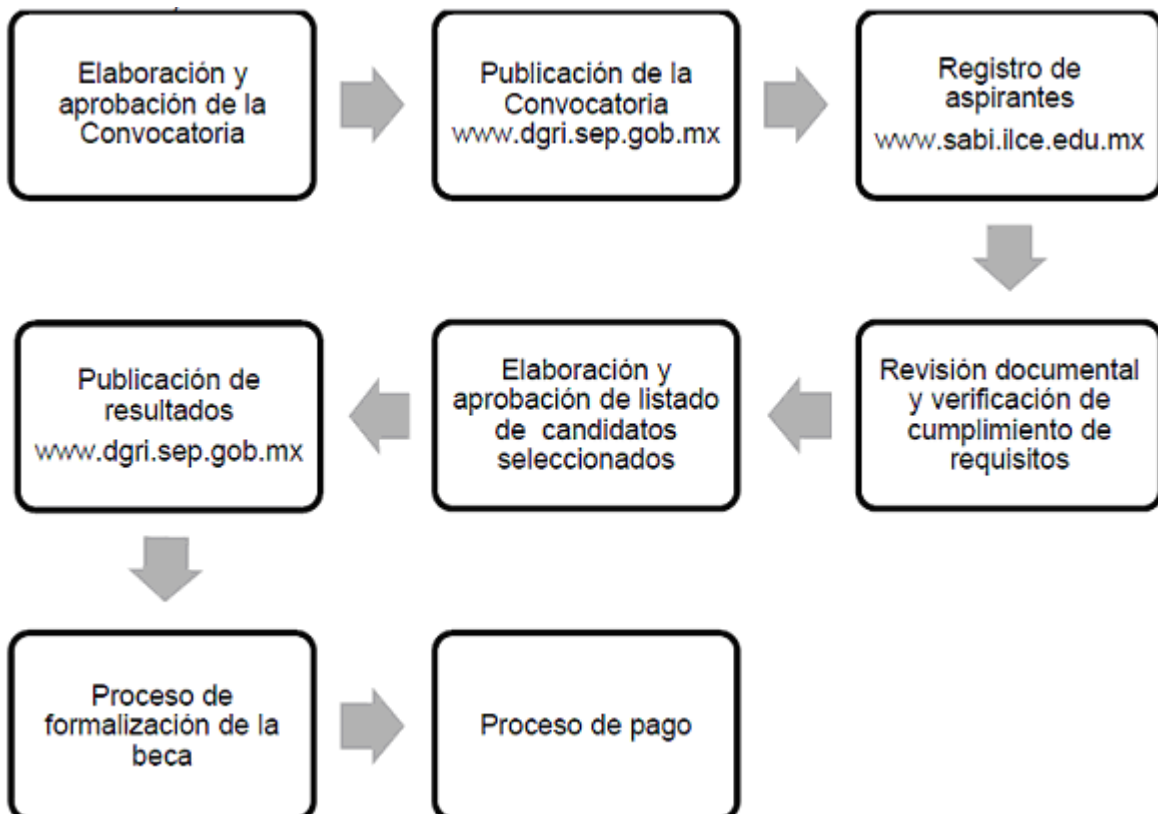 Elaboración y
aprobación de la
Convocatoria
Publicación de la
Convocatoria
www.dgri.sep.gob.mx
Registro de
aspirantes
www.sabi.ilce.edu.mx
Revisión documental
y verificación de
cumplimiento de
requisitos
Elaboración y
aprobación de listado
de candidatos
seleccionados
Publicación de
resultados
www.dgri.sep.gob.mx
Proceso de
formalización de la
beca
Proceso de pago